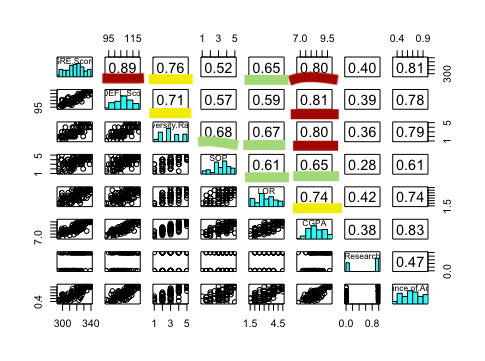 95 115 1 3 5 7.0 9.5 0.4 0.9
GRE.Score 0.89 0.76 0.52 0.65 0.80 0.40 0.81 300
95 OEFL.Sco 0.71 0.57 0.59 0.81 0.39 0.78
versity.Ra 0.68 0.67 0.80 0.36 0.79 1 5
1 5 SOP 0.61 0.65 0.28 0.61
LOR 0.74 0.42 0.74 1.5
7.0 CGPA 0.38 0.83
Research 0.47 0.0
0.4 nce.of.Ad
300 340 1 3 5 1.5 4.5 0.0 0.8